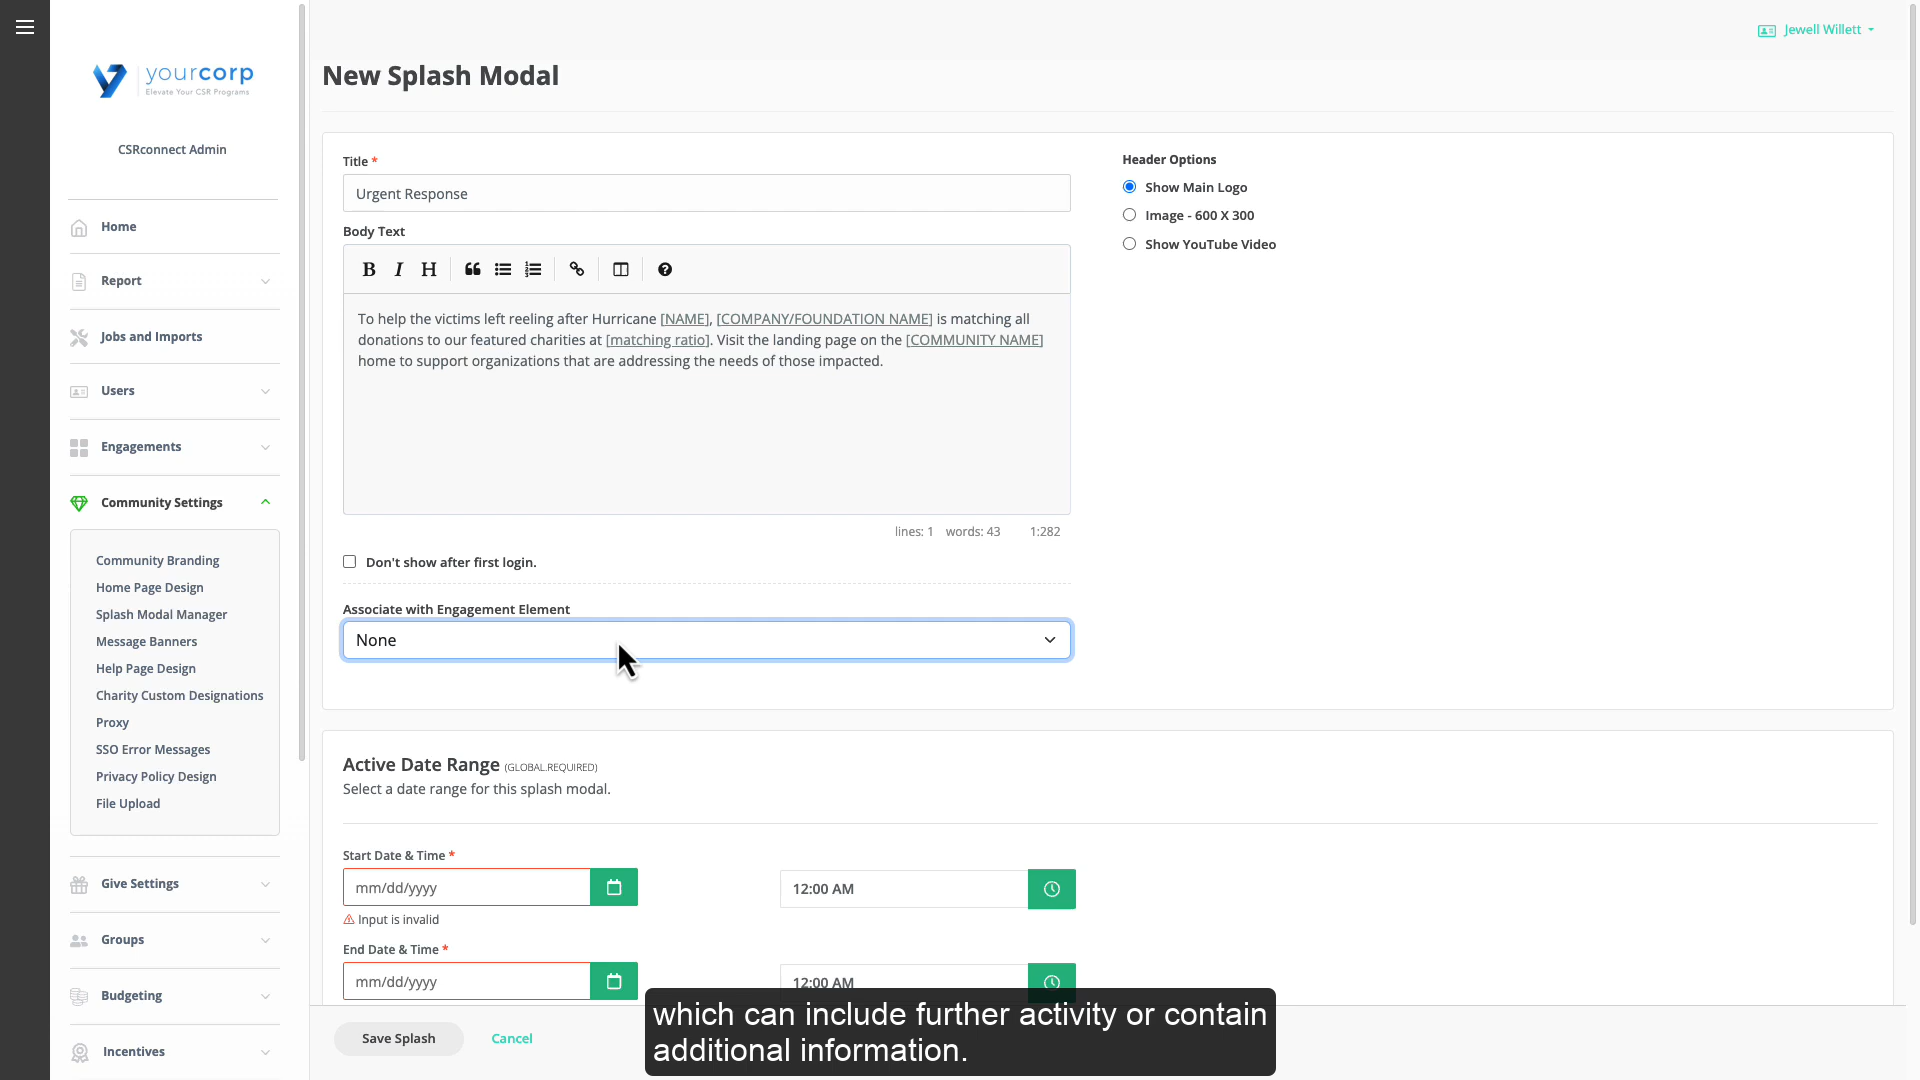 Jewell Willett
yourcorp
Elevate Your CSR Programs
CSRconnect Admin
Home
Report
Jobs and Imports
Users
Engagements
Community Settings
Community Branding
Home Page Design
Splash Modal Manager
Message Banners
Help Page Design
Charity Custom Designations
Proxy
SSO Error Messages
Privacy Policy Design
File Upload
Give Settings
Groups
Budgeting
Incentives
New Splash Modal
Title *
Urgent Response
Body Text
B I H
To help the victims left reeling after Hurricane [NAME], [COMPANY/FOUNDATION NAME] is matching all
donations to our featured charities at [matching ratio]. Visit the landing page on the [COMMUNITY NAME]
home to support organizations that are addressing the needs of those impacted.
lines: 1 words: 43 1:282
Don't show after first login.
Associate with Engagement Element
None
Header Options
Show Main Logo
Image - 600 X 300
Show YouTube Video
Active Date Range (GLOBAL.REQUIRED)
Select a date range for this splash modal.
Start Date & Time *
mm/dd/yyyy 12:00 AM
Input is invalid
End Date & Time *
mm/dd/yyyy 12:00 AM
Save Splash Cancel
which can include further activity or contain
additional information.